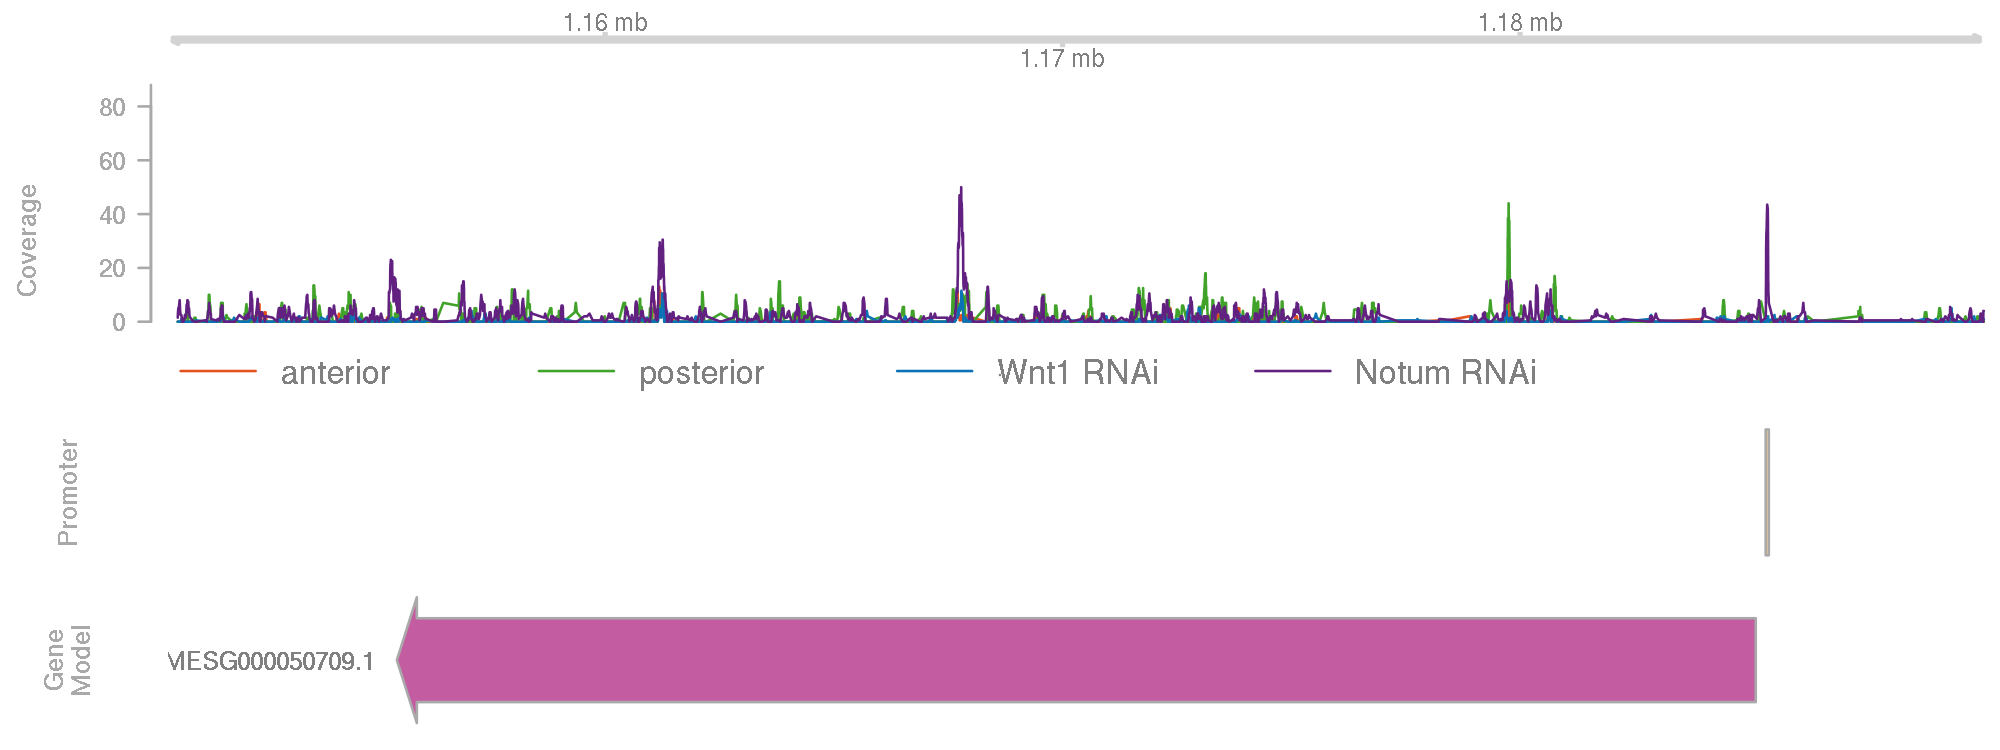 1.16 mb
1.18 mb
1.17 mb
80
60
40
20
0
Coverage
anterior posterior Wnt1 RNAi Notum RNAi
Promoter
Gene
Model
MESG000050709.1